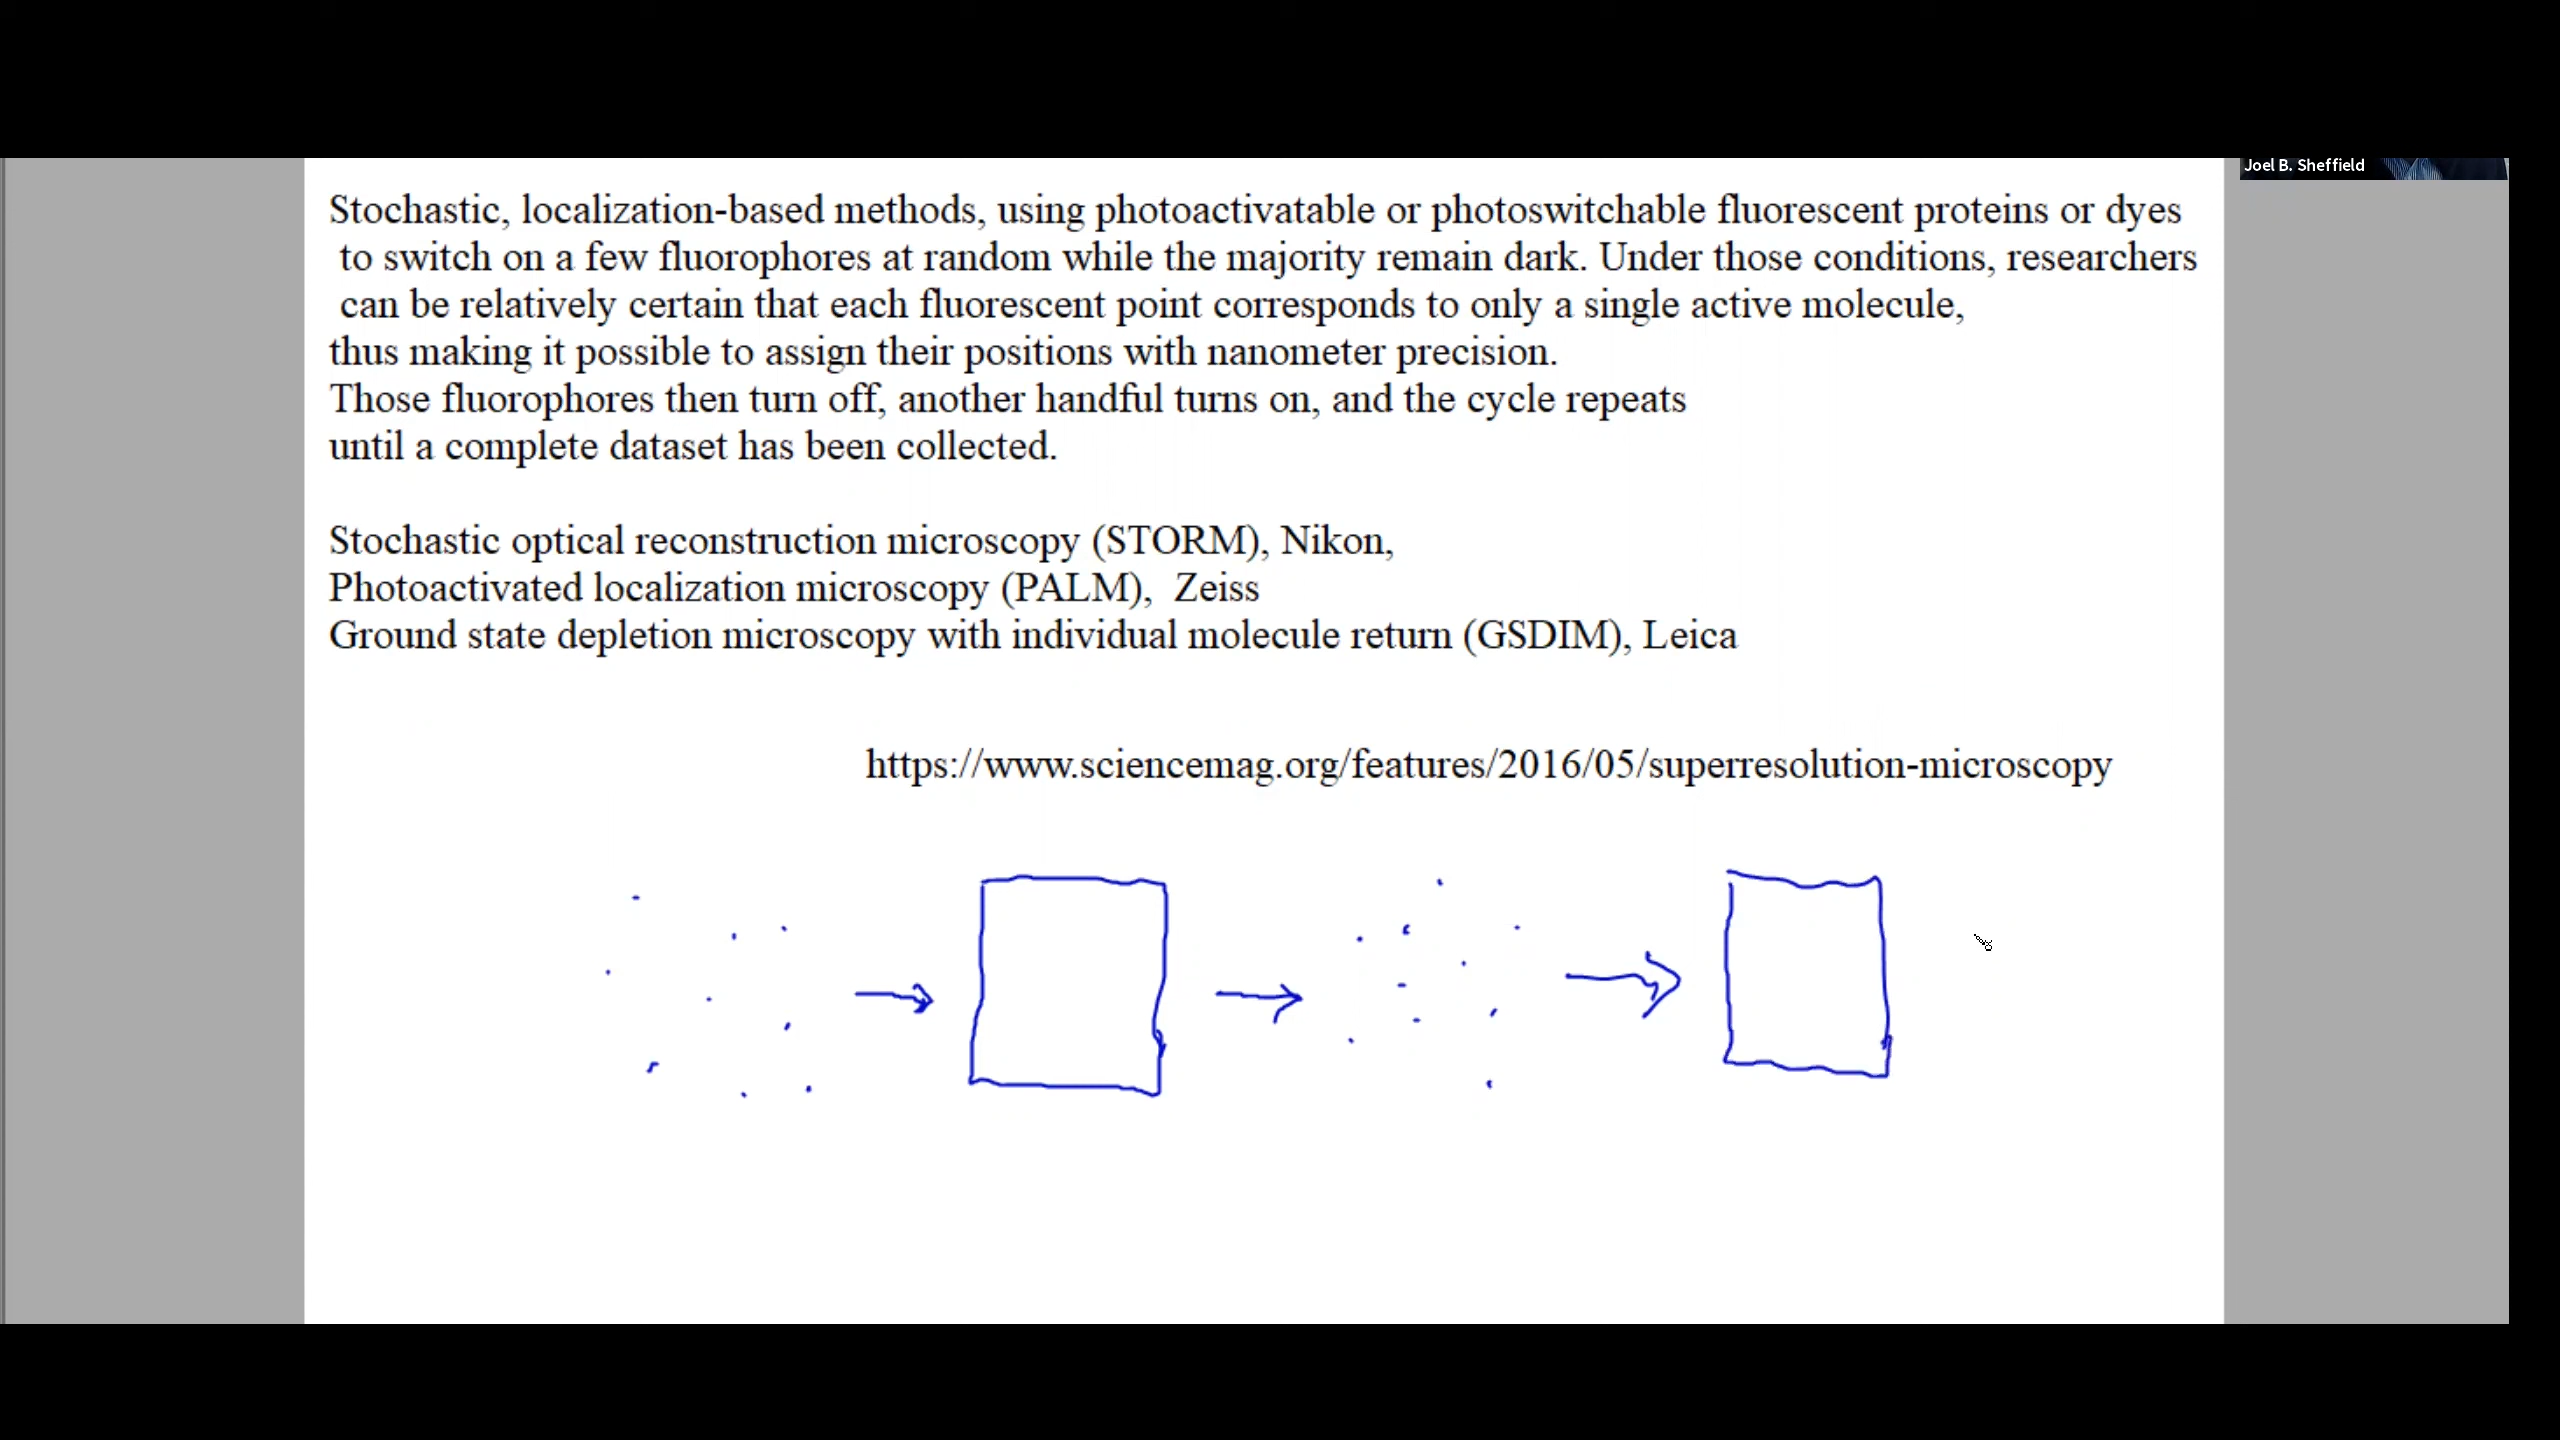 Joel B. Sheffield
Stochastic, localization-based methods, using photoactivatable or photoswitchable fluorescent proteins or dyes
to switch on a few fluorophores at random while the majority remain dark. Under those conditions, researchers
can be relatively certain that each fluorescent point corresponds to only a single active molecule,
thus making it possible to assign their positions with nanometer precision.
Those fluorophores then turn off, another handful turns on, and the cycle repeats
until a complete dataset has been collected.
Stochastic optical reconstruction microscopy (STORM), Nikon,
Photoactivated localization microscopy (PALM), Zeiss
Ground state depletion microscopy with individual molecule return (GSDIM), Leica
https://www.sciencemag.org/features/2016/05/superresolution-microscopy